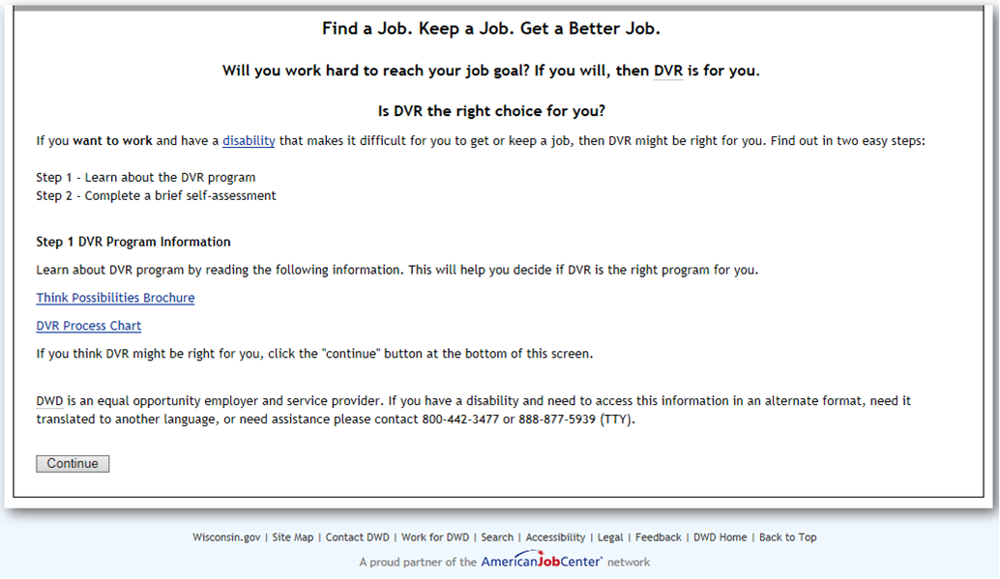 Find a Job. Keep a Job. Get a Better Job.
Will you work hard to reach your job goal? If you will, then DVR is for you.
Is DVR the right choice for you?
If you want to work and have a disability that makes it difficult for you to get or keep a job, then DVR might be right for you. Find out in two easy steps:
Step 1 - Learn about the DVR program
Step 2 - Complete a brief self-assessment
Step 1 DVR Program Information
Learn about DVR program by reading the following information. This will help you decide if DVR is the right program for you.
Think Possibilities Brochure
DVR Process Chart
If you think DVR might be right for you, click the "continue" button at the bottom of this screen.
DWD is an equal opportunity employer and service provider. If you have a disability and need to access this information in an alternate format, need it
translated to another language, or need assistance please contact 800-442-3477 or 888-877-5939 (TTY).
Continue
Wisconsin.gov | Site Map | Contact DWD | Work for DWD | Search | Accessibility | Legal | Feedback | DWD Home | Back to Top
A proud partner of the AmericanJobCenter network